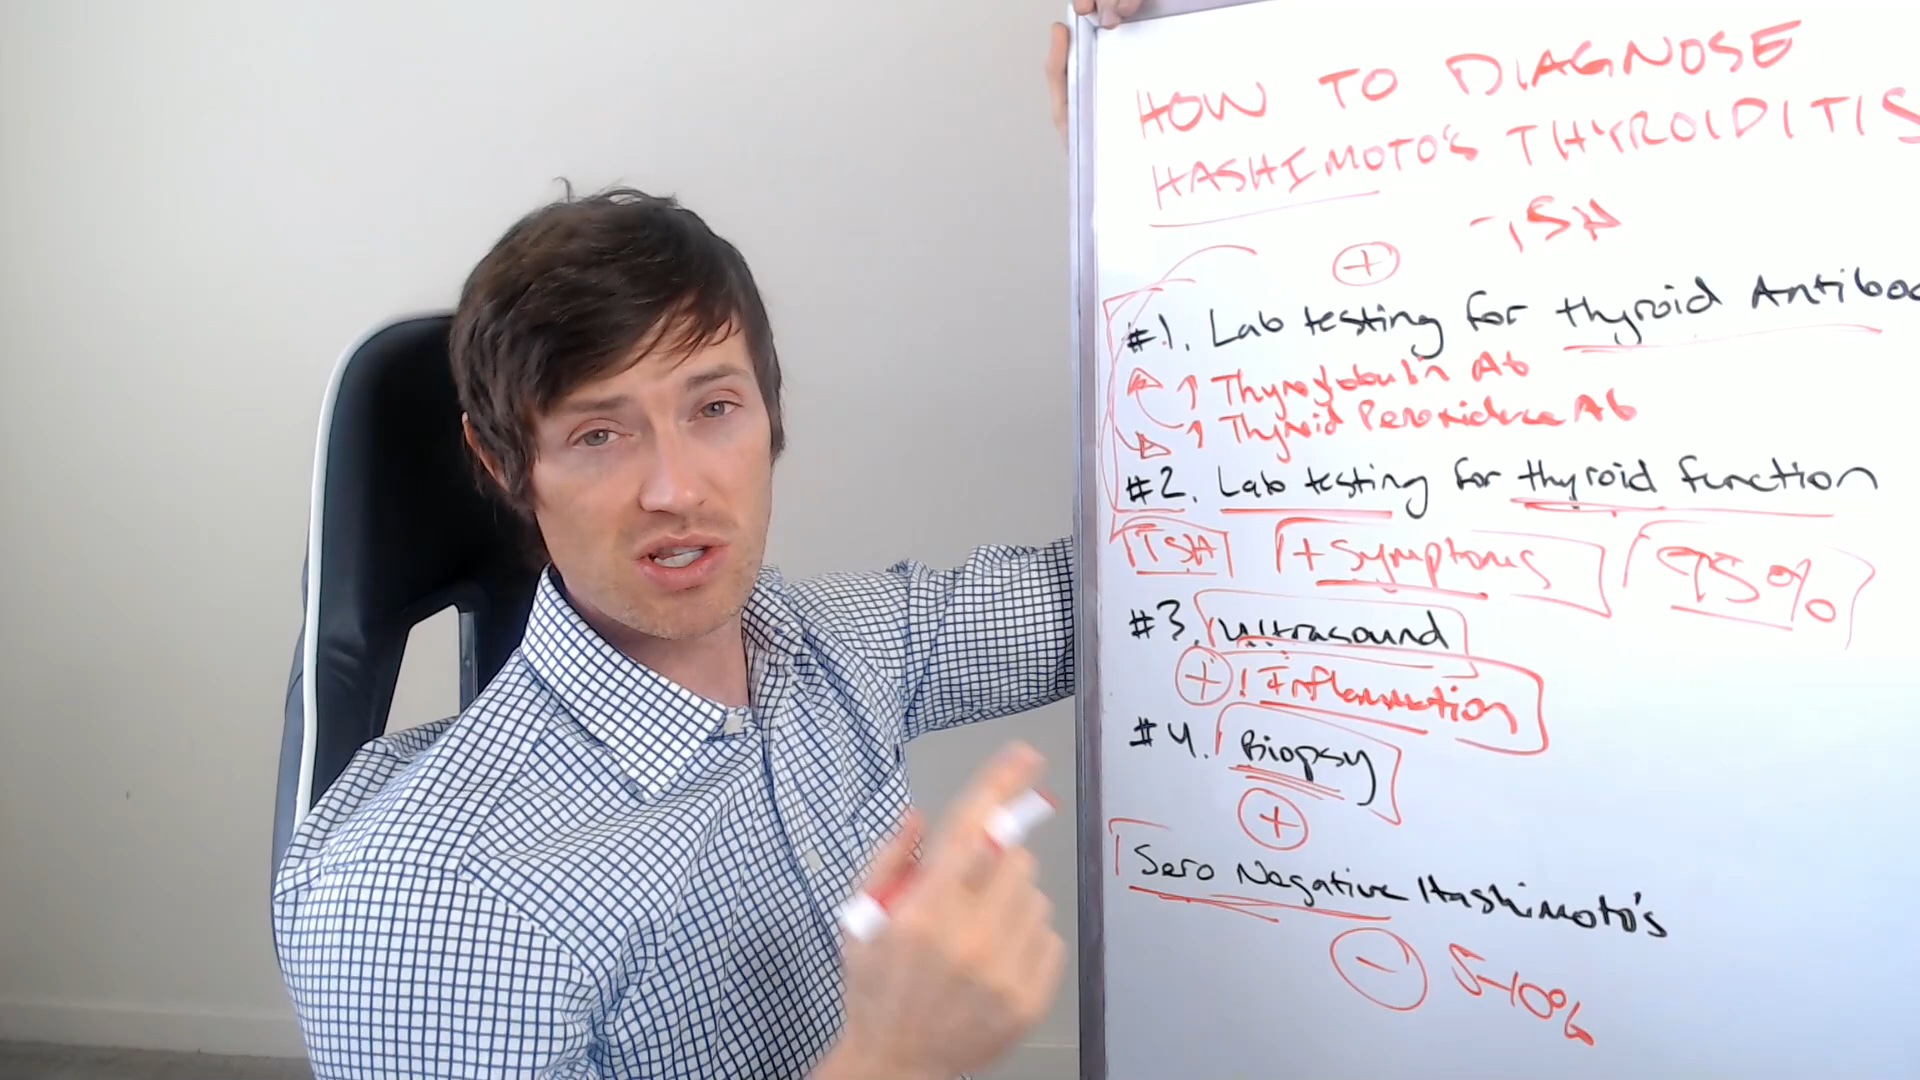 HOW TO DIAGNOSE
HASHIMOTO'S THYROIDITIS
TSH
+
#1. Lab testing for thyroid Antiboo
↑ Thyroglobulin Ab
↑ Thyroid Peroxidase Ab
#2. Lab testing for thyroid function
TSH + Symptoms 95%
#3. Ultrasound
+ ! Inflammation
#4. Biopsy
+
Sero Negative Hashimoto's
- 5-10%